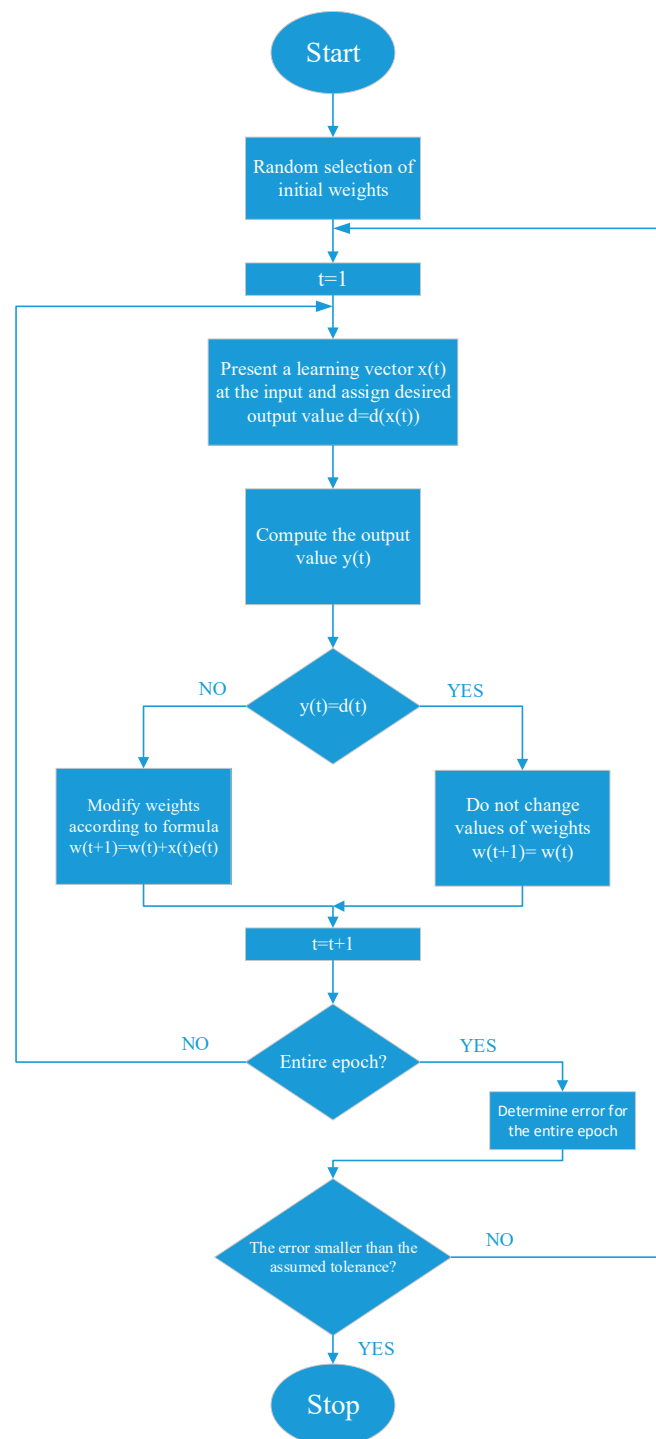 Start
Random selection of
initial weights
t=1
Present a learning vector x(t)
at the input and assign desired
output value d=d(x(t))
Compute the output
value y(t)
NO
YES
y(t)=d(t)
Modify weights
according to formula
w(t+1)=w(t)+x(t)e(t)
Do not change
values of weights
w(t+1)= w(t)
t=t+1
NO
YES
Entire epoch?
Determine error for
the entire epoch
The error smaller than the
assumed tolerance?
NO
YES
Stop